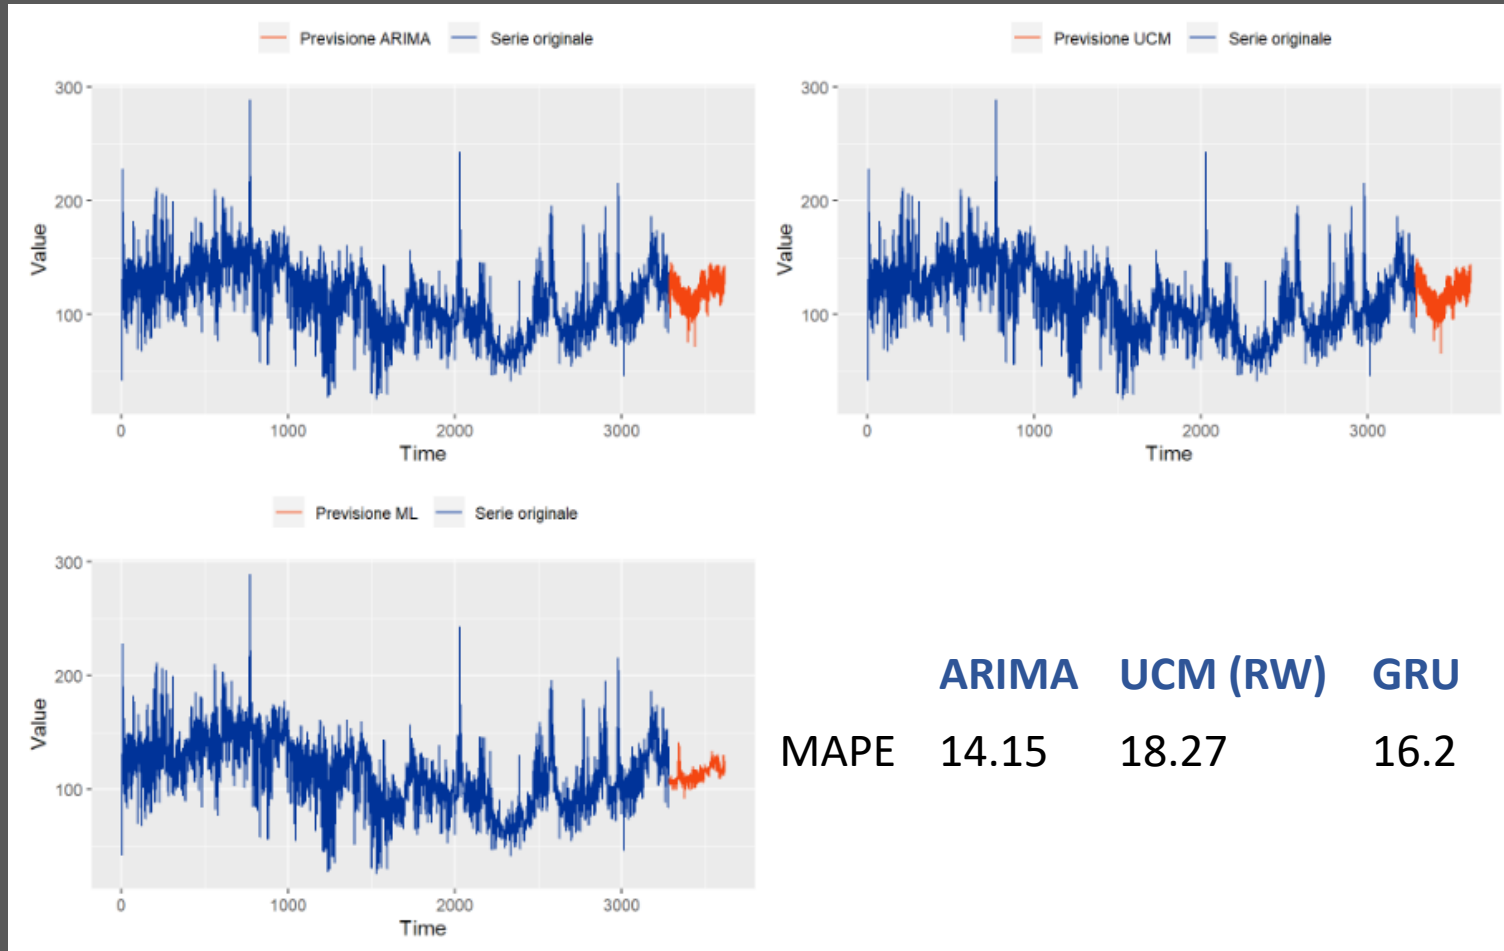 Previsione ARIMA Serie originale
300
200
100
Value
0 1000 2000 3000
Time
Previsione UCM Serie originale
300
200
100
Value
0 1000 2000 3000
Time
Previsione ML Serie originale
300
200
100
Value
0 1000 2000 3000
Time
ARIMA UCM (RW) GRU
MAPE 14.15 18.27 16.2